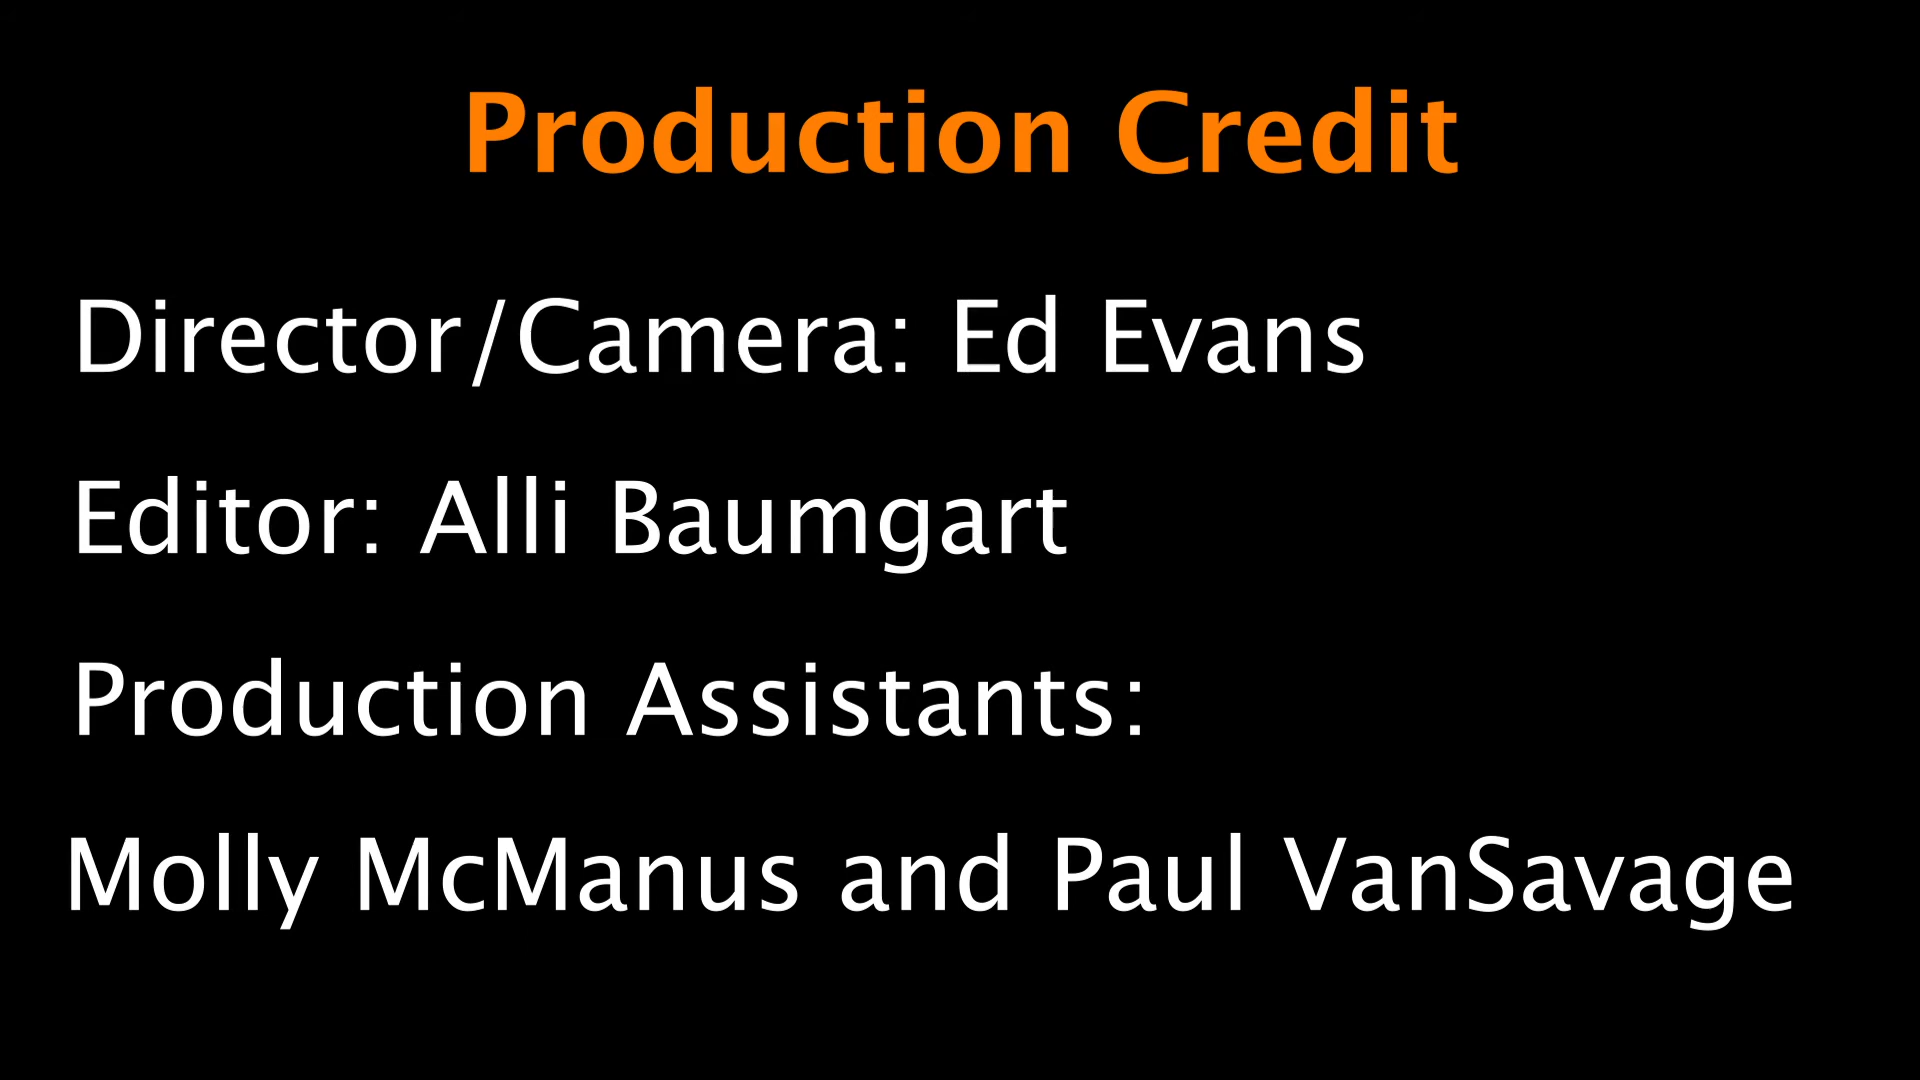 Production Credit
Director/Camera: Ed Evans
Editor: Alli Baumgart
Production Assistants:
Molly McManus and Paul VanSavage